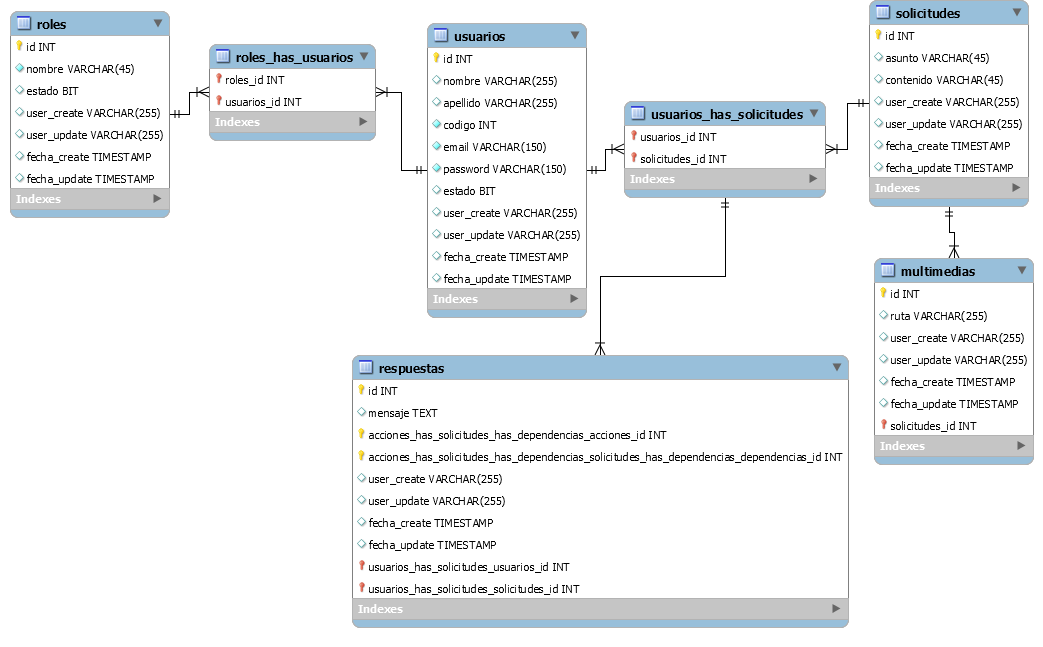 roles
id INT
nombre VARCHAR(45)
estado BIT
user_create VARCHAR(255)
user_update VARCHAR(255)
fecha_create TIMESTAMP
fecha_update TIMESTAMP
Indexes
roles_has_usuarios
roles_id INT
usuarios_id INT
Indexes
usuarios
id INT
nombre VARCHAR(255)
apellido VARCHAR(255)
codigo INT
email VARCHAR(150)
password VARCHAR(150)
estado BIT
user_create VARCHAR(255)
user_update VARCHAR(255)
fecha_create TIMESTAMP
fecha_update TIMESTAMP
Indexes
usuarios_has_solicitudes
usuarios_id INT
solicitudes_id INT
Indexes
solicitudes
id INT
asunto VARCHAR(45)
contenido VARCHAR(45)
user_create VARCHAR(255)
user_update VARCHAR(255)
fecha_create TIMESTAMP
fecha_update TIMESTAMP
Indexes
multimedias
id INT
ruta VARCHAR(255)
user_create VARCHAR(255)
user_update VARCHAR(255)
fecha_create TIMESTAMP
fecha_update TIMESTAMP
solicitudes_id INT
Indexes
respuestas
id INT
mensaje TEXT
acciones_has_solicitudes_has_dependencias_acciones_id INT
acciones_has_solicitudes_has_dependencias_solicitudes_has_dependencias_dependencias_id INT
user_create VARCHAR(255)
user_update VARCHAR(255)
fecha_create TIMESTAMP
fecha_update TIMESTAMP
usuarios_has_solicitudes_usuarios_id INT
usuarios_has_solicitudes_solicitudes_id INT
Indexes